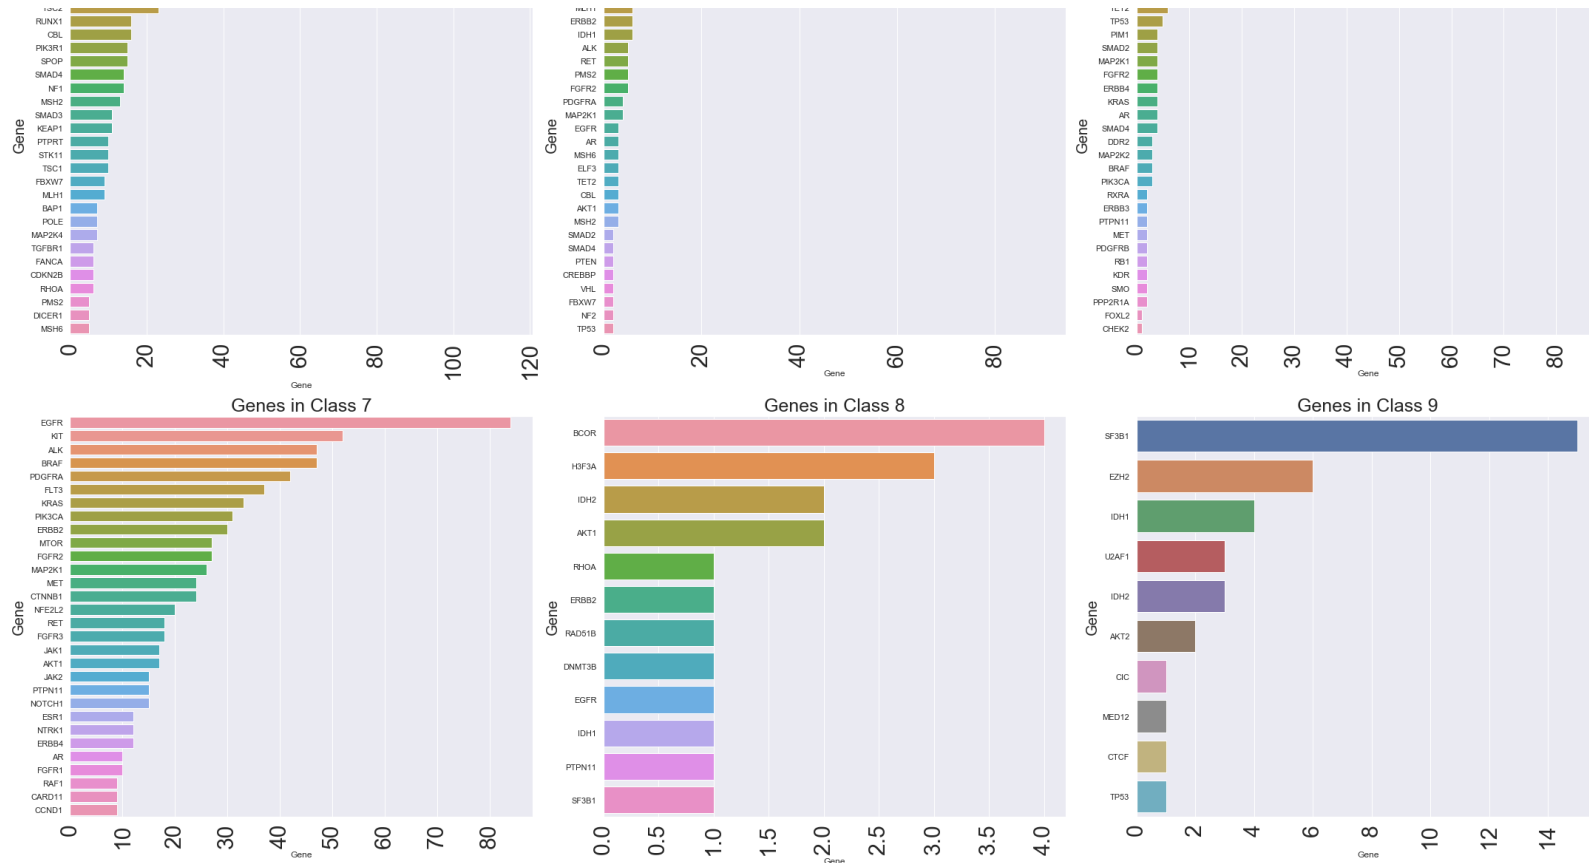 TSC2
RUNX1
CBL
PIK3R1
SPOP
SMAD4
NF1
MSH2
SMAD3
KEAP1
PTPRT
STK11
TSC1
FBXW7
MLH1
BAP1
POLE
MAP2K4
TGFBR1
FANCA
CDKN2B
RHOA
PMS2
DICER1
MSH6
Gene
0 20 40 60 80 100 120
Gene
MLH1
ERBB2
IDH1
ALK
RET
PMS2
FGFR2
PDGFRA
MAP2K1
EGFR
AR
MSH6
ELF3
TET2
CBL
AKT1
MSH2
SMAD2
SMAD4
PTEN
CREBBP
VHL
FBXW7
NF2
TP53
Gene
0 20 40 60 80
Gene
TET2
TP53
PIM1
SMAD2
MAP2K1
FGFR2
ERBB4
KRAS
AR
SMAD4
DDR2
MAP2K2
BRAF
PIK3CA
RXRA
ERBB3
PTPN11
MET
PDGFRB
RB1
KDR
SMO
PPP2R1A
FOXL2
CHEK2
Gene
0 10 20 30 40 50 60 70 80
Gene
Genes in Class 7
EGFR
KIT
ALK
BRAF
PDGFRA
FLT3
KRAS
PIK3CA
ERBB2
MTOR
FGFR2
MAP2K1
MET
CTNNB1
NFE2L2
RET
FGFR3
JAK1
AKT1
JAK2
PTPN11
NOTCH1
ESR1
NTRK1
ERBB4
AR
FGFR1
RAF1
CARD11
CCND1
Gene
0 10 20 30 40 50 60 70 80
Gene
Genes in Class 8
BCOR
H3F3A
IDH2
AKT1
RHOA
ERBB2
RAD51B
DNMT3B
EGFR
IDH1
PTPN11
SF3B1
Gene
0.0 0.5 1.0 1.5 2.0 2.5 3.0 3.5 4.0
Gene
Genes in Class 9
SF3B1
EZH2
IDH1
U2AF1
IDH2
AKT2
CIC
MED12
CTCF
TP53
Gene
0 2 4 6 8 10 12 14
Gene